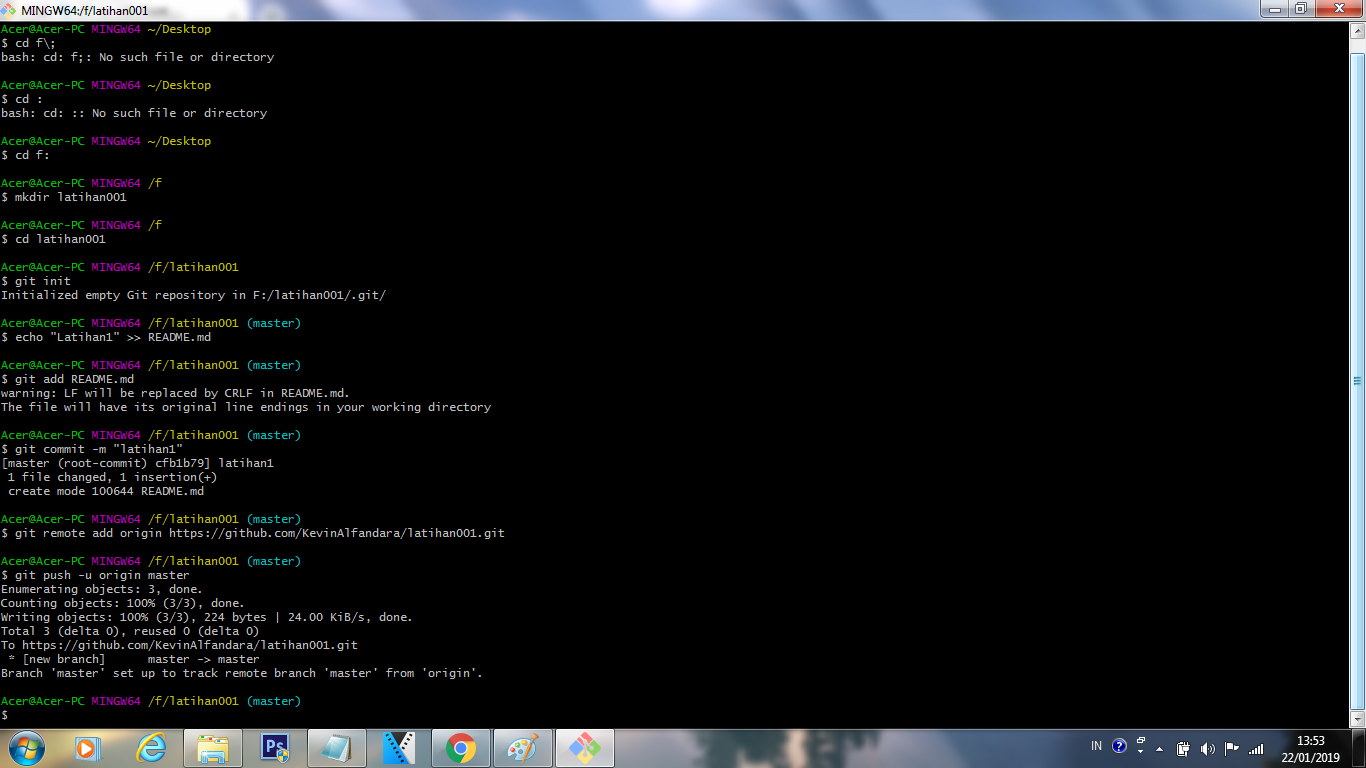 MINGW64:/f/latihan001
Acer@Acer-PC MINGW64 ~/Desktop
$ cd f\;
bash: cd: f;: No such file or directory
Acer@Acer-PC MINGW64 ~/Desktop
$ cd :
bash: cd: :: No such file or directory
Acer@Acer-PC MINGW64 ~/Desktop
$ cd f:
Acer@Acer-PC MINGW64 /f
$ mkdir latihan001
Acer@Acer-PC MINGW64 /f
$ cd latihan001
Acer@Acer-PC MINGW64 /f/latihan001
$ git init
Initialized empty Git repository in F:/latihan001/.git/
Acer@Acer-PC MINGW64 /f/latihan001 (master)
$ echo "Latihan1" >> README.md
Acer@Acer-PC MINGW64 /f/latihan001 (master)
$ git add README.md
warning: LF will be replaced by CRLF in README.md.
The file will have its original line endings in your working directory
Acer@Acer-PC MINGW64 /f/latihan001 (master)
$ git commit -m "latihan1"
[master (root-commit) cfb1b79] latihan1
 1 file changed, 1 insertion(+)
 create mode 100644 README.md
Acer@Acer-PC MINGW64 /f/latihan001 (master)
$ git remote add origin https://github.com/KevinAlfandara/latihan001.git
Acer@Acer-PC MINGW64 /f/latihan001 (master)
$ git push -u origin master
Enumerating objects: 3, done.
Counting objects: 100% (3/3), done.
Writing objects: 100% (3/3), 224 bytes | 24.00 KiB/s, done.
Total 3 (delta 0), reused 0 (delta 0)
To https://github.com/KevinAlfandara/latihan001.git
 * [new branch]      master -> master
Branch 'master' set up to track remote branch 'master' from 'origin'.
Acer@Acer-PC MINGW64 /f/latihan001 (master)
$
Ps
IN
13:53
22/01/2019